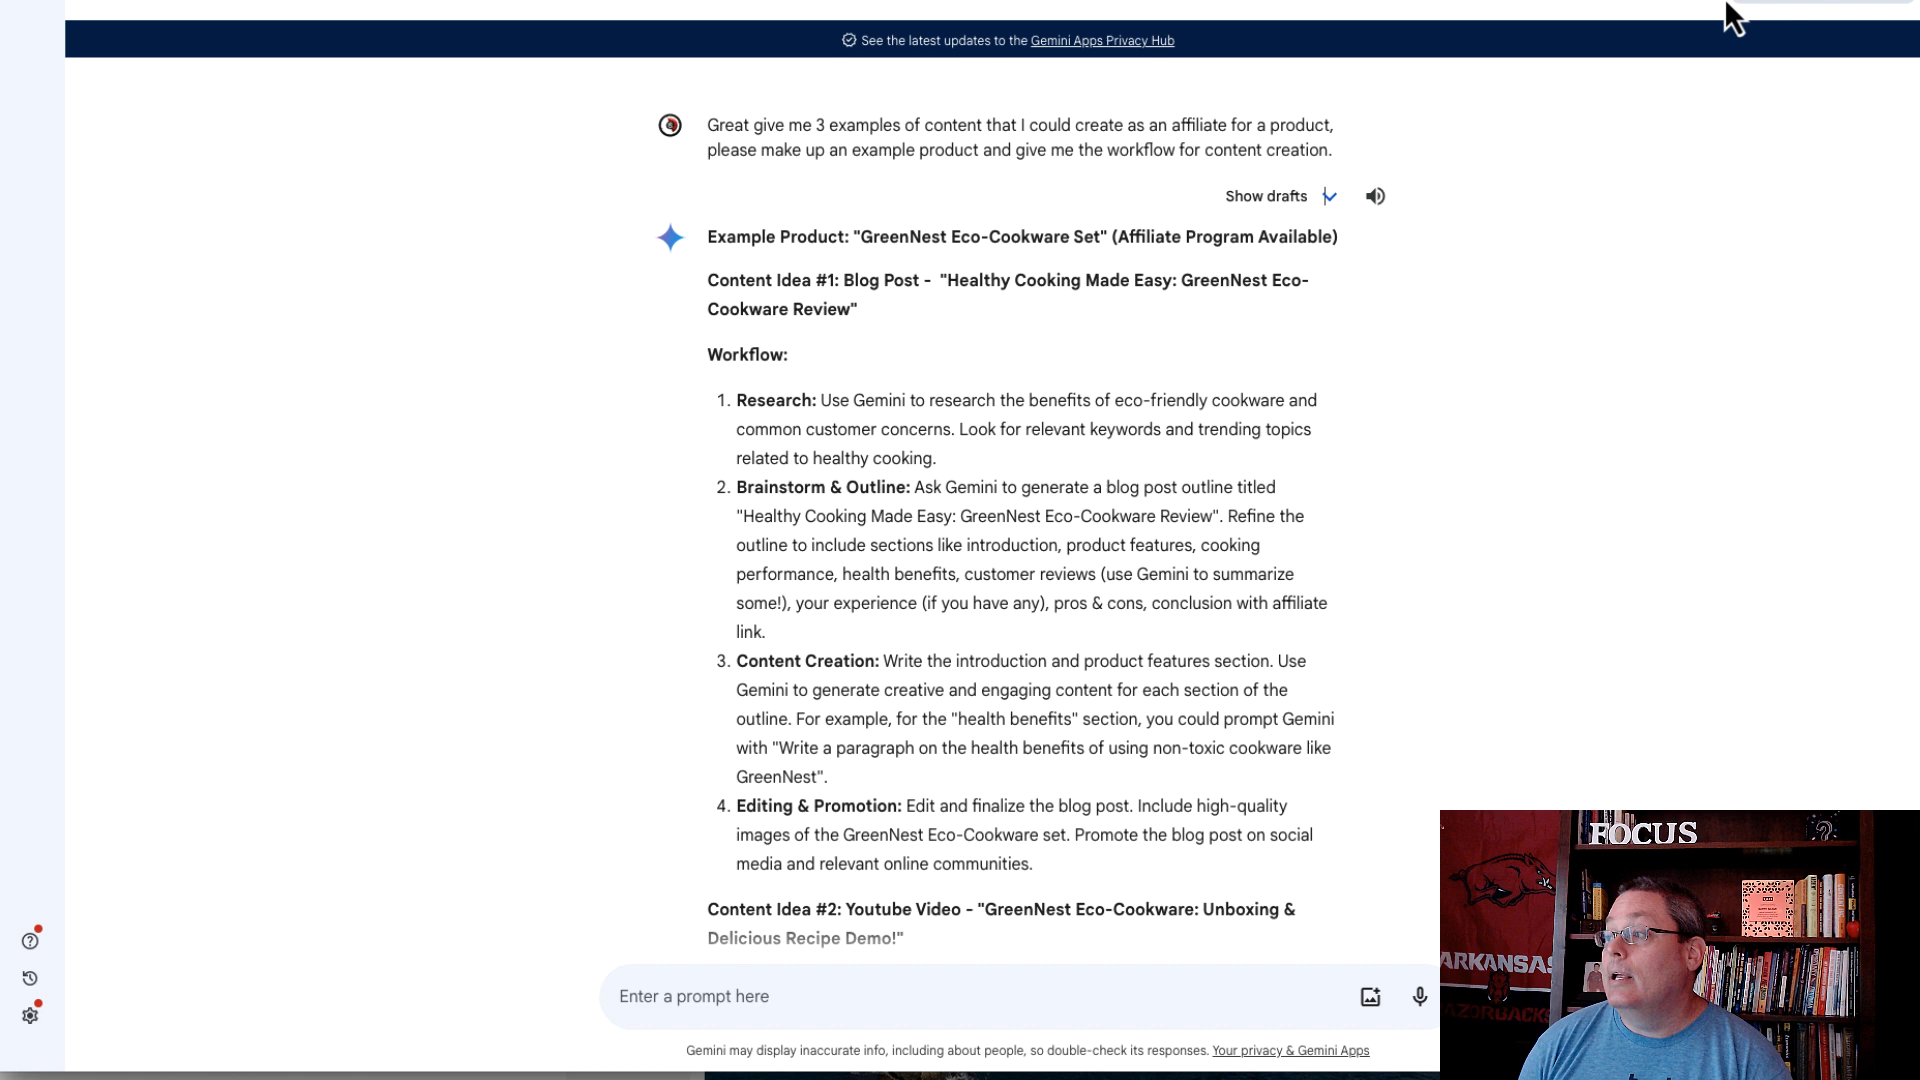 See the latest updates to the Gemini Apps Privacy Hub
Great give me 3 examples of content that I could create as an affiliate for a product,
please make up an example product and give me the workflow for content creation.
Show drafts
Example Product: "GreenNest Eco-Cookware Set" (Affiliate Program Available)
Content Idea #1: Blog Post - "Healthy Cooking Made Easy: GreenNest Eco-
Cookware Review"
Workflow:
1. Research: Use Gemini to research the benefits of eco-friendly cookware and
common customer concerns. Look for relevant keywords and trending topics
related to healthy cooking.
2. Brainstorm & Outline: Ask Gemini to generate a blog post outline titled
"Healthy Cooking Made Easy: GreenNest Eco-Cookware Review". Refine the
outline to include sections like introduction, product features, cooking
performance, health benefits, customer reviews (use Gemini to summarize
some!), your experience (if you have any), pros & cons, conclusion with affiliate
link.
3. Content Creation: Write the introduction and product features section. Use
Gemini to generate creative and engaging content for each section of the
outline. For example, for the "health benefits" section, you could prompt Gemini
with "Write a paragraph on the health benefits of using non-toxic cookware like
GreenNest".
4. Editing & Promotion: Edit and finalize the blog post. Include high-quality
images of the GreenNest Eco-Cookware set. Promote the blog post on social
media and relevant online communities.
Content Idea #2: Youtube Video - "GreenNest Eco-Cookware: Unboxing &
Delicious Recipe Demo!"
Enter a prompt here
Gemini may display inaccurate info, including about people, so double-check its responses. Your privacy & Gemini Apps
FOCUS
ARKANSAS